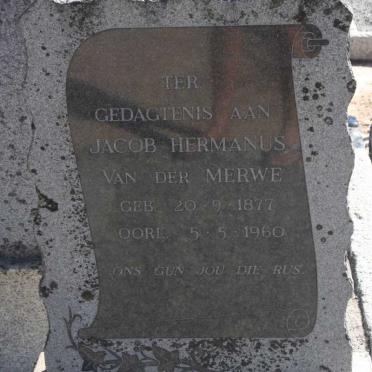 TER
GEDAGTENIS AAN
JACOB HERMANUS
VAN DER MERWE
GEB. 20·9·1877
OORL. 5·5·1960
ONS GUN JOU DIE RUS.